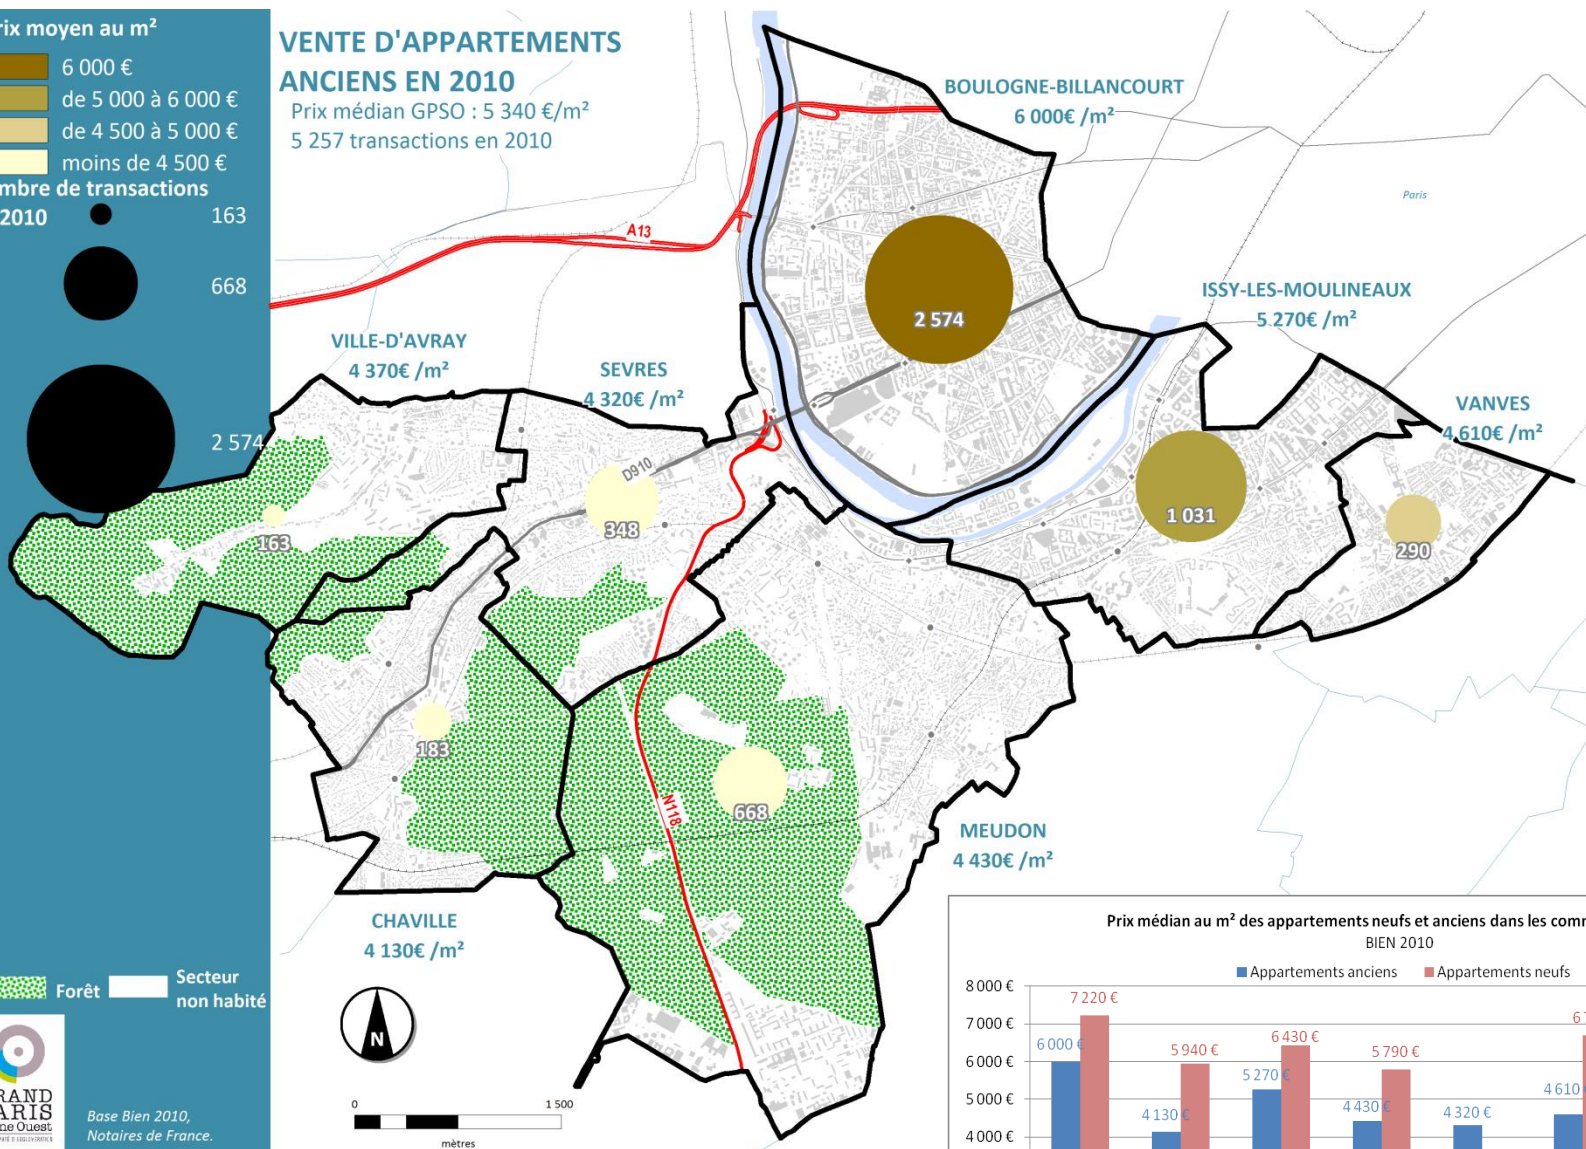 rix moyen au m²
6 000 €
de 5 000 à 6 000 €
de 4 500 à 5 000 €
moins de 4 500 €
mbre de transactions
2010
163
668
2 574
VENTE D'APPARTEMENTS
ANCIENS EN 2010
Prix médian GPSO : 5 340 €/m²
5 257 transactions en 2010
BOULOGNE-BILLANCOURT
6 000€ /m²
Paris
A13
ISSY-LES-MOULINEAUX
5 270€ /m²
2 574
VILLE-D'AVRAY
4 370€ /m²
SEVRES
4 320€ /m²
VANVES
4 610€ /m²
D910
1 031
348
163
290
183
N118
668
MEUDON
4 430€ /m²
CHAVILLE
4 130€ /m²
Forêt
Secteur
non habité
N
0
1 500
mètres
RAND
ARIS
ne Ouest
Base Bien 2010,
Notaires de France.
Prix médian au m² des appartements neufs et anciens dans les com
BIEN 2010
Appartements anciens
Appartements neufs
8 000 €
7 000 €
6 000 €
5 000 €
4 000 €
6 000 €
7 220 €
4 130 €
5 940 €
5 270 €
6 430 €
4 430 €
5 790 €
4 320 €
4 610